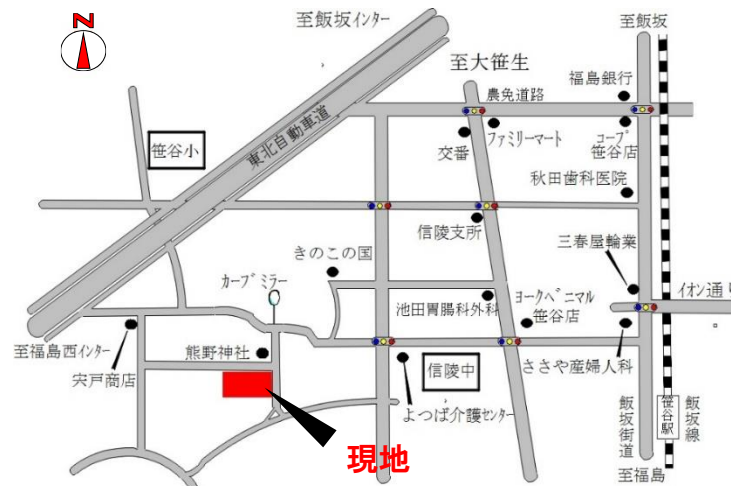 N
至飯坂インター
至飯坂
至大笹生
福島銀行
農免道路
東北自動車道
笹谷小
交番
ファミリーマート
コープ
笹谷店
秋田歯科医院
信陵支所
きのこの国
三春屋輪業
カーブミラー
イオン通り
池田胃腸科外科
ヨークベニマル
笹谷店
至福島西インター
宍戸商店
熊野神社
信陵中
ささや産婦人科
よつば介護センター
現地
飯坂街道
笹谷駅
飯坂線
至福島